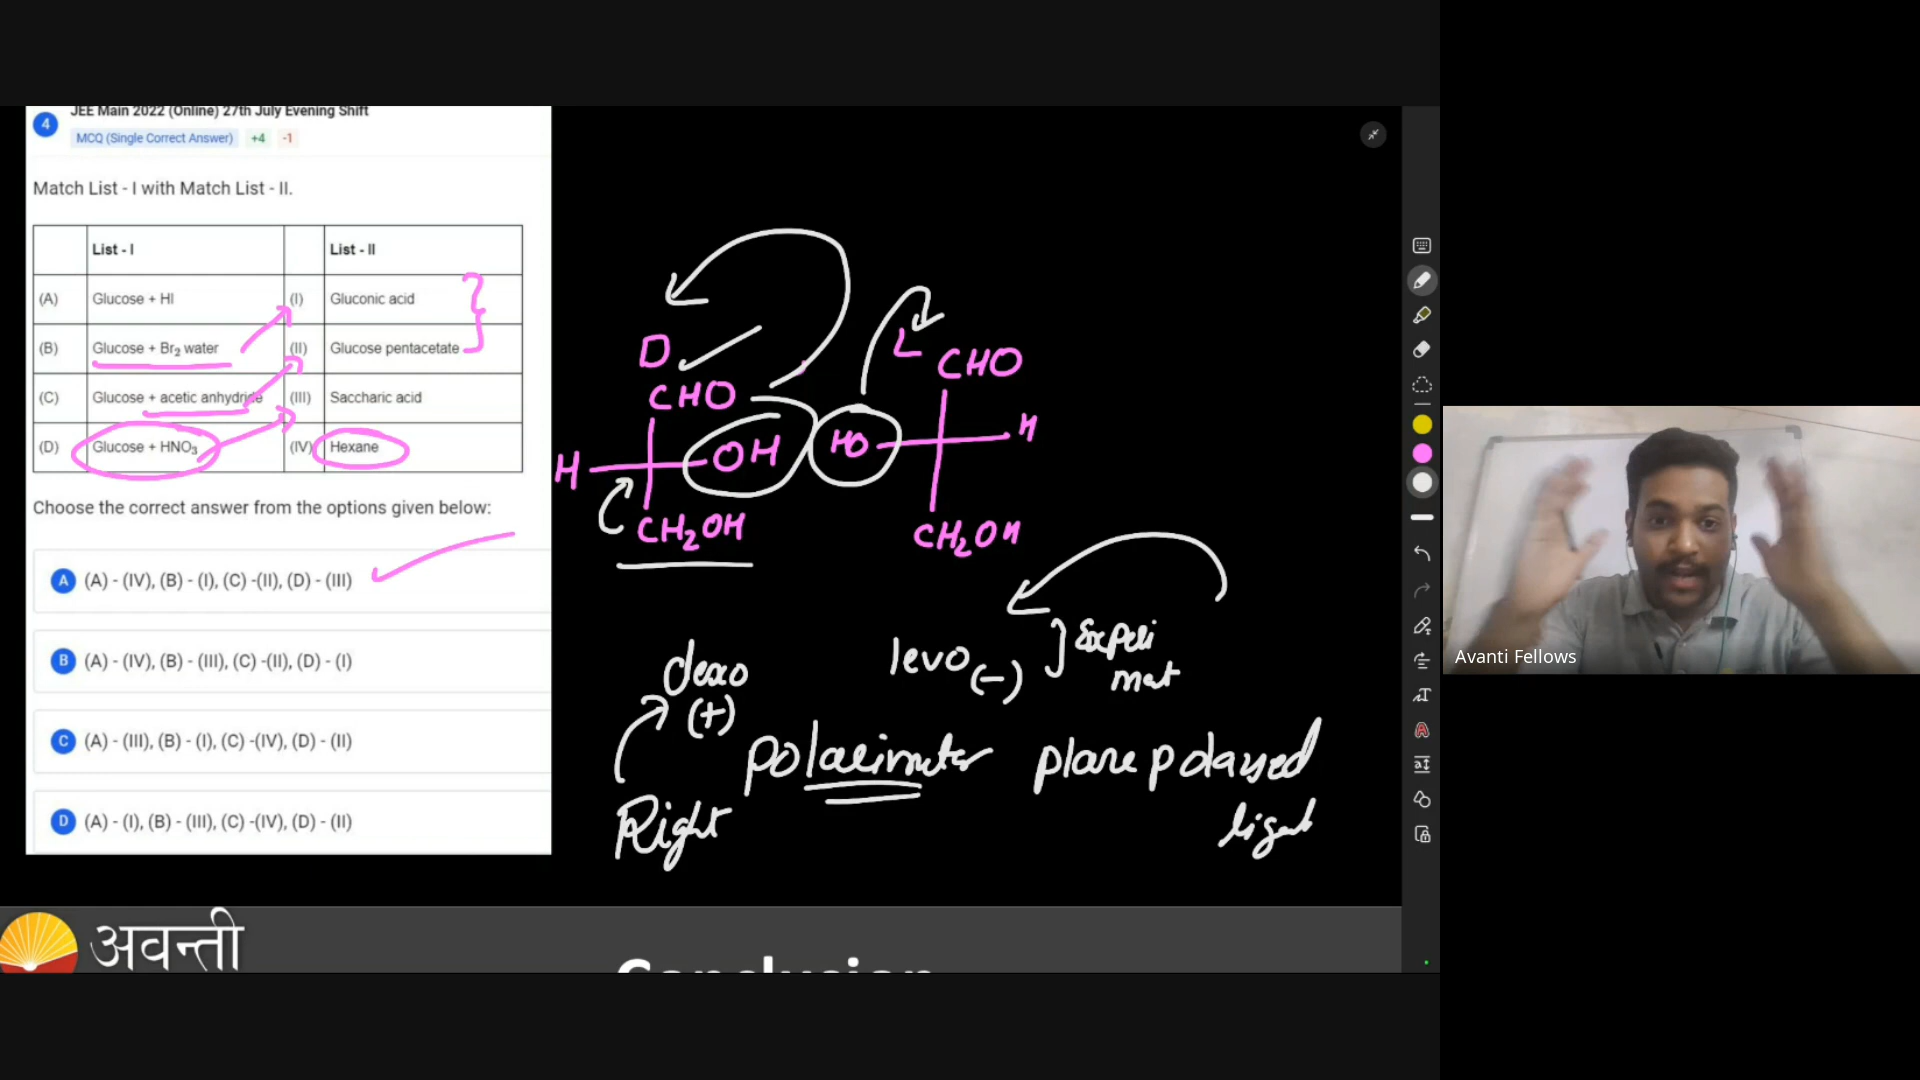 4
JEE Main 2022 (Online) 27th July Evening Shift
MCQ (Single Correct Answer) +4 -1
Match List - I with Match List - II.
List - I List - II
(A) Glucose + HI (I) Gluconic acid
(B) Glucose + Br₂ water (II) Glucose pentacetate
(C) Glucose + acetic anhydride (III) Saccharic acid
(D) Glucose + HNO₃ (IV) Hexane
Choose the correct answer from the options given below:
A (A) - (IV), (B) - (I), (C) -(II), (D) - (III)
B (A) - (IV), (B) - (III), (C) -(II), (D) - (I)
C (A) - (III), (B) - (I), (C) -(IV), (D) - (II)
D (A) - (I), (B) - (III), (C) -(IV), (D) - (II)
D L
CHO CHO
H OH HO H
CH₂OH CH₂OH
dexo levo (-)
(+)
polarimeter plane
Right light
अवन्ती
Conclusion
Avanti Fellows